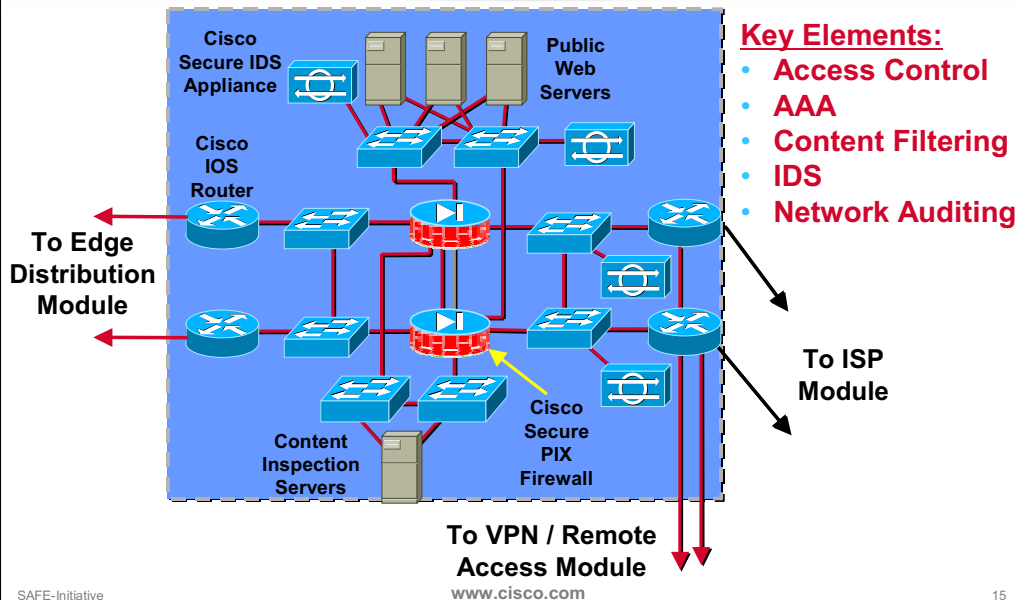 Cisco
Secure IDS
Appliance
Public
Web
Servers
Key Elements:
• Access Control
• AAA
• Content Filtering
• IDS
• Network Auditing
Cisco
IOS
Router
To Edge
Distribution
Module
To ISP
Module
Cisco
Secure
PIX
Firewall
Content
Inspection
Servers
To VPN / Remote
Access Module
SAFE-Initiative
www.cisco.com
15